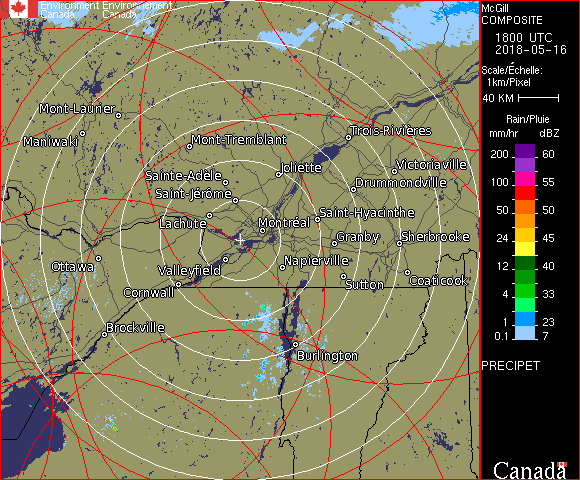 Environment Environnement
Canada Canada
McGill
COMPOSITE
1800 UTC
2018-05-16
Scale/Échelle:
1km/Pixel
40 KM
Rain/Pluie
mm/hr dBZ
200 60
55
100 55
50 50
45
24 45
12 40
4 33
1 23
0.1 7
PRECIPET
Canada
Mont-Laurier
Maniwaki
Mont-Tremblant
Trois-Rivières
Sainte-Adèle
Joliette
Victoriaville
Saint-Jérôme
Drummondville
Lachute
Montréal
Saint-Hyacinthe
Granby
Sherbrooke
Ottawa
Valleyfield
Napierville
Cornwall
Sutton
Coaticook
Brockville
Burlington